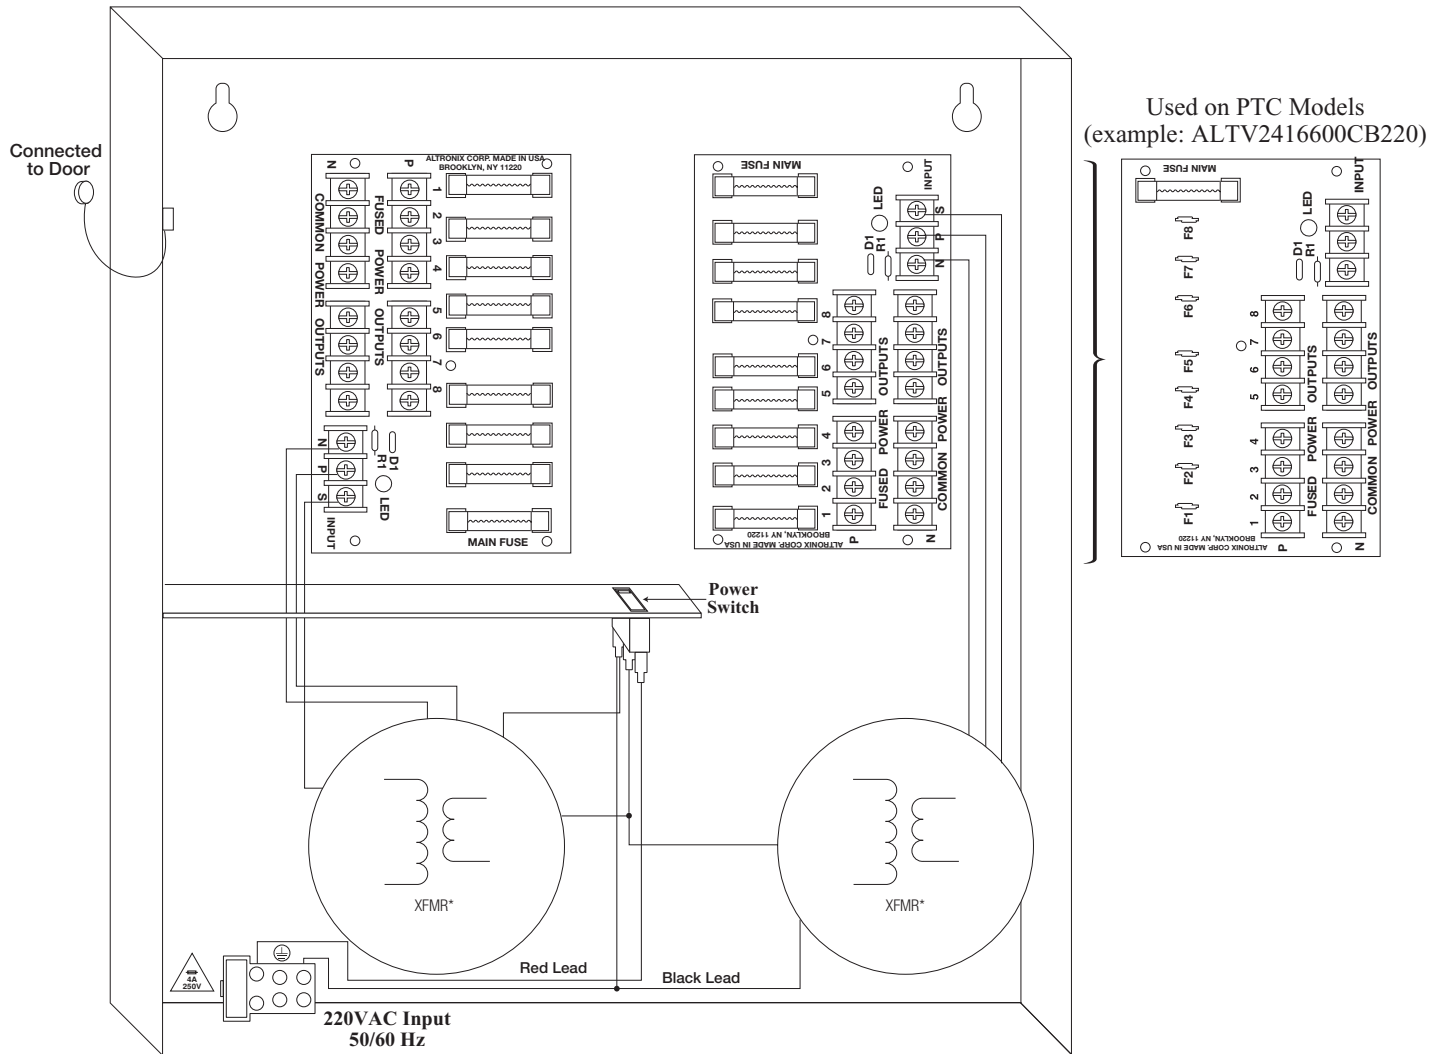 Used on PTC Models
(example: ALTV2416600CB220)
Connected
to Door
N
P
ALTRONIX CORP. MADE IN USA
BROOKLYN, NY 11220
COMMON POWER OUTPUTS
FUSED POWER OUTPUTS
1
2
3
4
5
6
7
8
N
P
S
R1
D1
LED
INPUT
MAIN FUSE
MAIN FUSE
INPUT
LED
S
P
N
D1
R1
8
7
6
5
4
3
2
1
FUSED POWER OUTPUTS
COMMON POWER OUTPUTS
ALTRONIX CORP. MADE IN USA
BROOKLYN, NY 11220
P
N
MAIN FUSE
INPUT
LED
D1
R1
F8
F7
F6
F5
F4
F3
F2
F1
8
7
6
5
4
3
2
1
FUSED POWER OUTPUTS
COMMON POWER OUTPUTS
ALTRONIX CORP. MADE IN USA
BROOKLYN, NY 11220
P
N
Power
Switch
XFMR*
XFMR*
4A
250V
Red Lead
Black Lead
220VAC Input
50/60 Hz